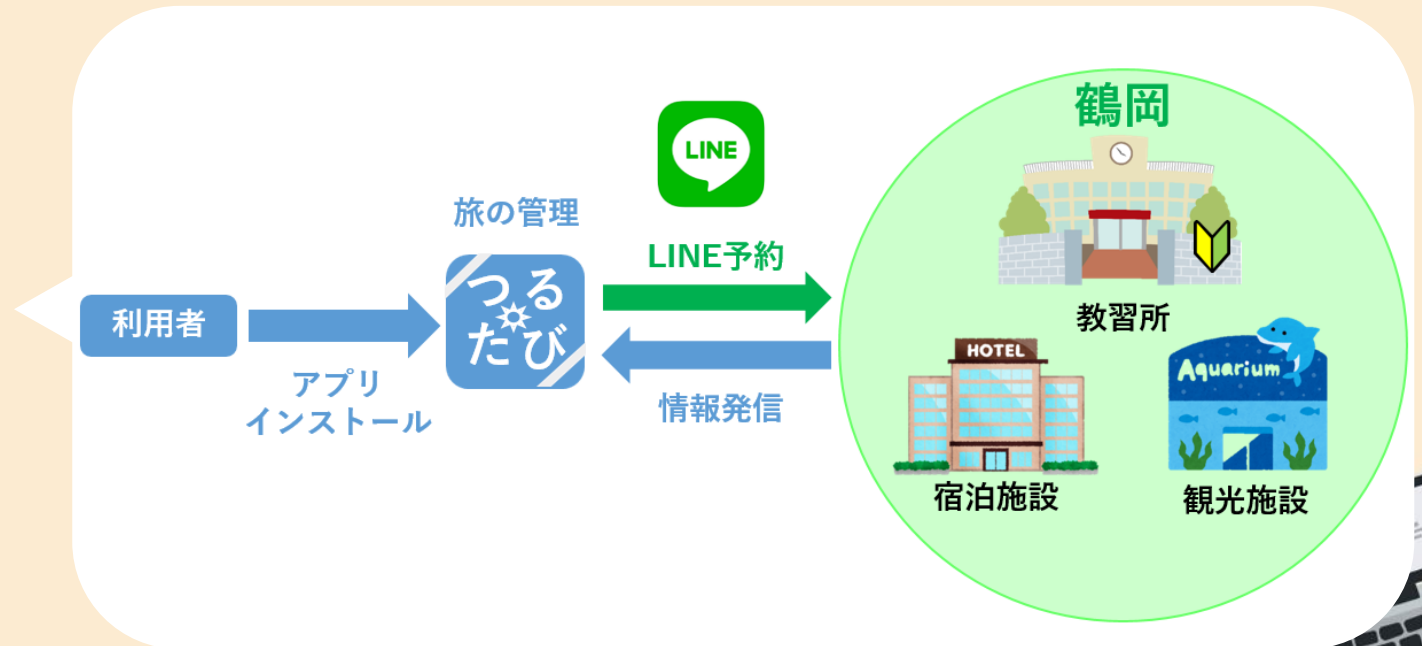 鶴岡
LINE
旅の管理
LINE予約
つる
たび
利用者
教習所
HOTEL
Aquarium
アプリ
インストール
情報発信
宿泊施設
観光施設